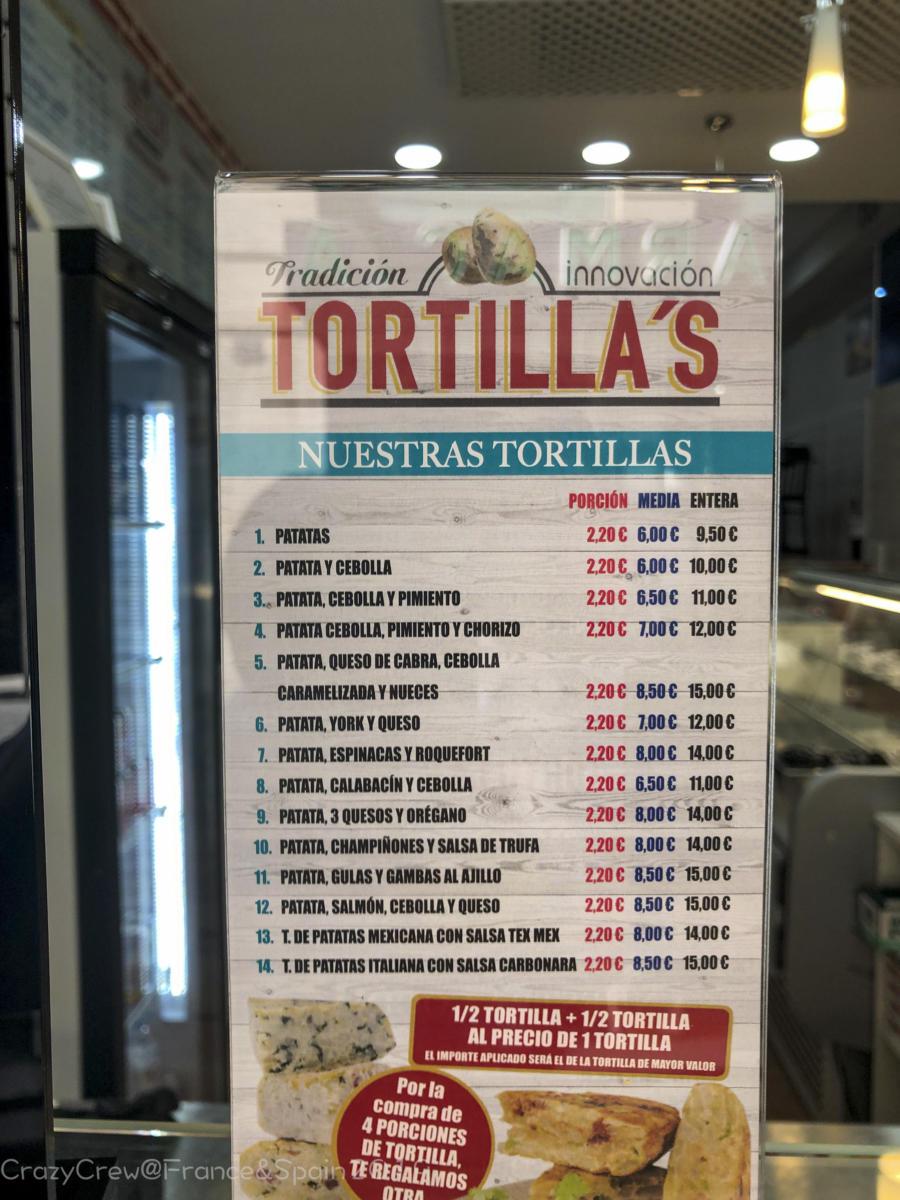 Tradición innovación
TORTILLA´S
NUESTRAS TORTILLAS
PORCIÓN MEDIA ENTERA
1. PATATAS 2,20 € 6,00 € 9,50 €
2. PATATA Y CEBOLLA 2,20 € 6,00 € 10,00 €
3. PATATA, CEBOLLA Y PIMIENTO 2,20 € 6,50 € 11,00 €
4. PATATA CEBOLLA, PIMIENTO Y CHORIZO 2,20 € 7,00 € 12,00 €
5. PATATA, QUESO DE CABRA, CEBOLLA
CARAMELIZADA Y NUECES 2,20 € 8,50 € 15,00 €
6. PATATA, YORK Y QUESO 2,20 € 7,00 € 12,00 €
7. PATATA, ESPINACAS Y ROQUEFORT 2,20 € 8,00 € 14,00 €
8. PATATA, CALABACÍN Y CEBOLLA 2,20 € 6,50 € 11,00 €
9. PATATA, 3 QUESOS Y ORÉGANO 2,20 € 8,00 € 14,00 €
10. PATATA, CHAMPIÑONES Y SALSA DE TRUFA 2,20 € 8,00 € 14,00 €
11. PATATA, GULAS Y GAMBAS AL AJILLO 2,20 € 8,50 € 15,00 €
12. PATATA, SALMÓN, CEBOLLA Y QUESO 2,20 € 8,50 € 15,00 €
13. T. DE PATATAS MEXICANA CON SALSA TEX MEX 2,20 € 8,00 € 14,00 €
14. T. DE PATATAS ITALIANA CON SALSA CARBONARA 2,20 € 8,50 € 15,00 €
1/2 TORTILLA + 1/2 TORTILLA
AL PRECIO DE 1 TORTILLA
EL IMPORTE APLICADO SERÁ EL DE LA TORTILLA DE MAYOR VALOR
Por la
compra de
4 PORCIONES
DE TORTILLA,
TE REGALAMOS
OTRA
CrazyCrew@France&Spain